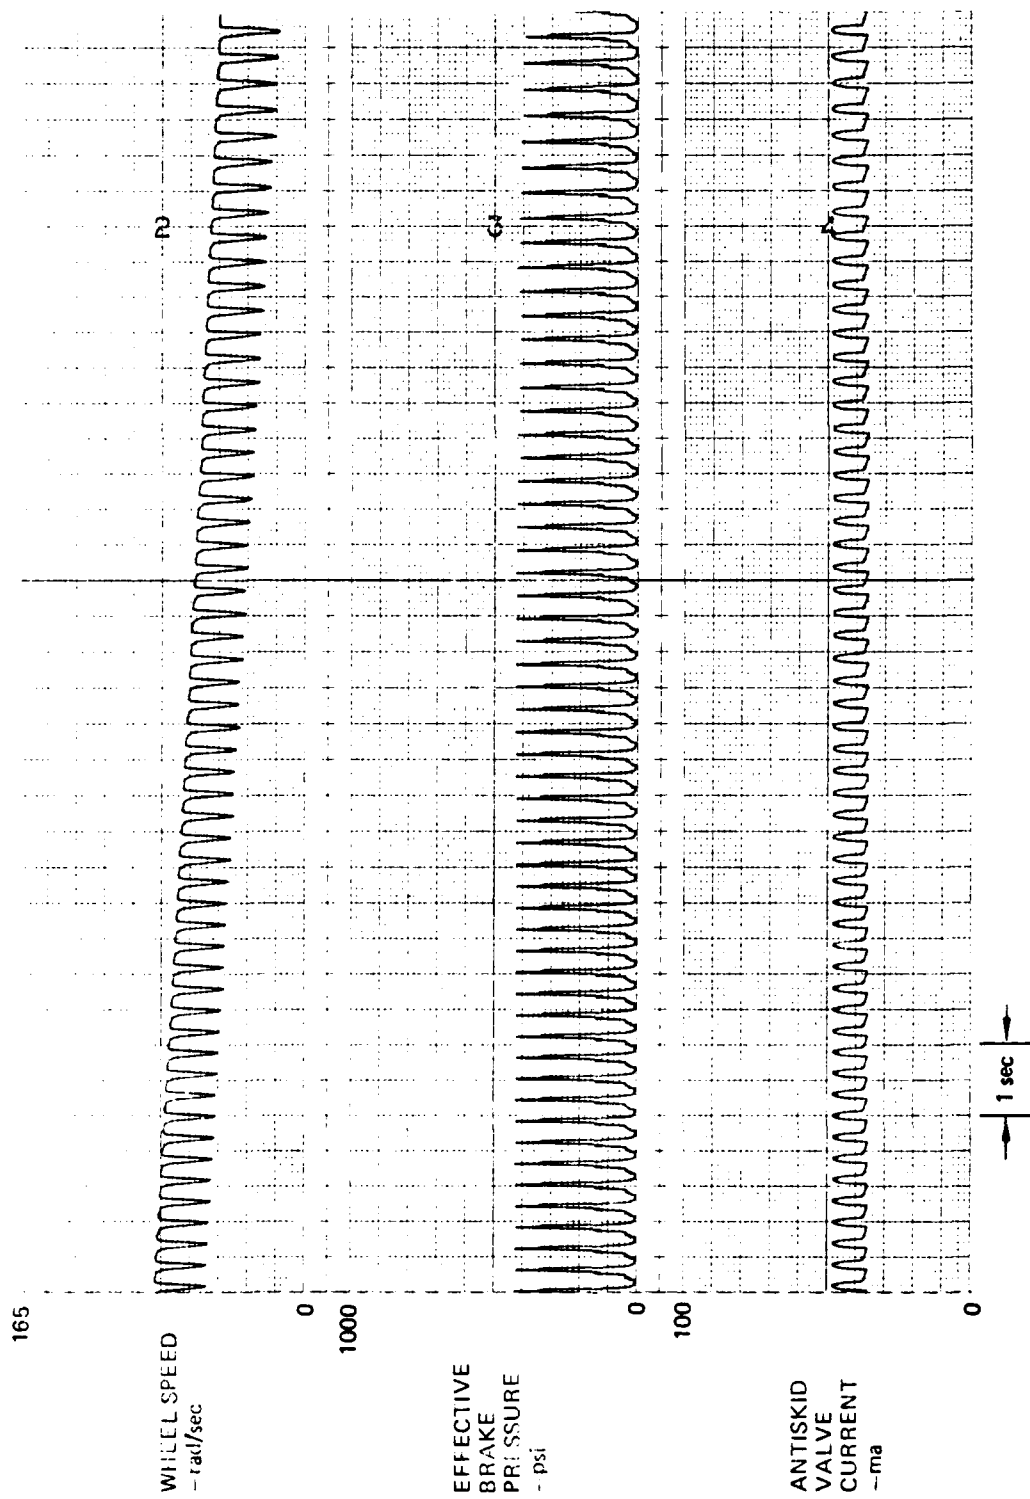 165
WHEEL SPEED
- rad/sec
0
1000
EFFECTIVE
BRAKE
PRESSURE
- psi
0
100
ANTISKID
VALVE
CURRENT
-ma
0
1 sec